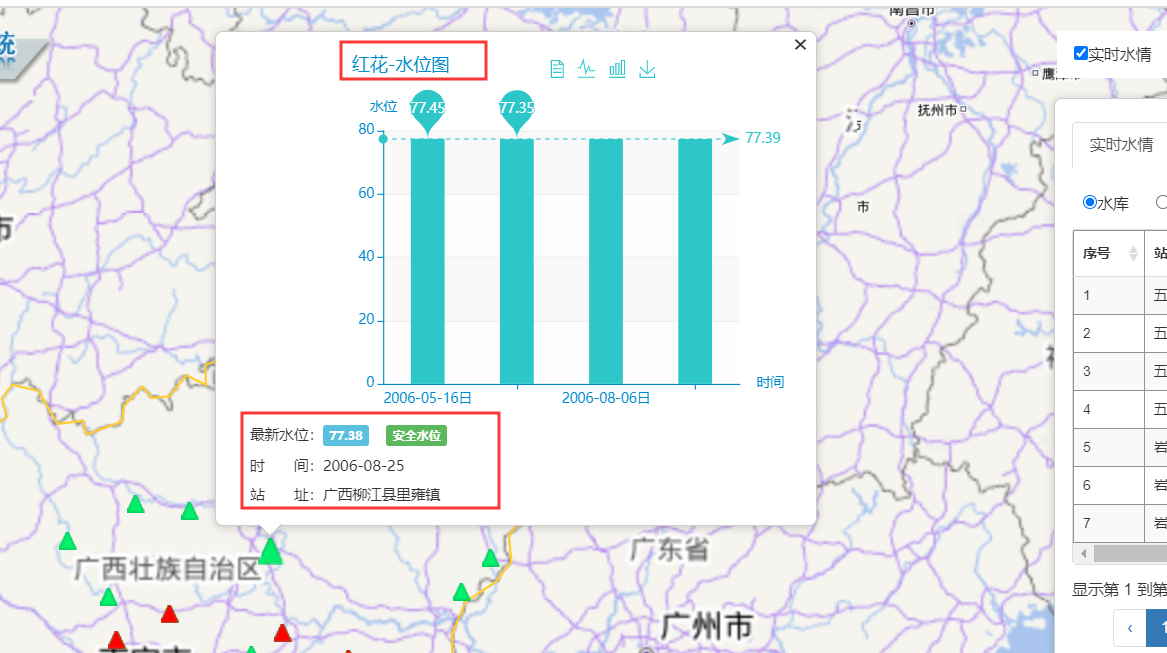 南昌市
统
实时水情
红花-水位图
鹰潭市
水位
77.45
77.35
抚州市
80
77.39
实时水情
60
水库
市
市
序号
站
40
1
五
20
2
五
3
五
0
时间
2006-05-16日
2006-08-06日
4
五
最新水位：
77.38
安全水位
5
岩
时 间：2006-08-25
6
岩
站 址：广西柳江县里雍镇
7
岩
广西壮族自治区
广东省
显示第 1 到第
广州市
‹
1